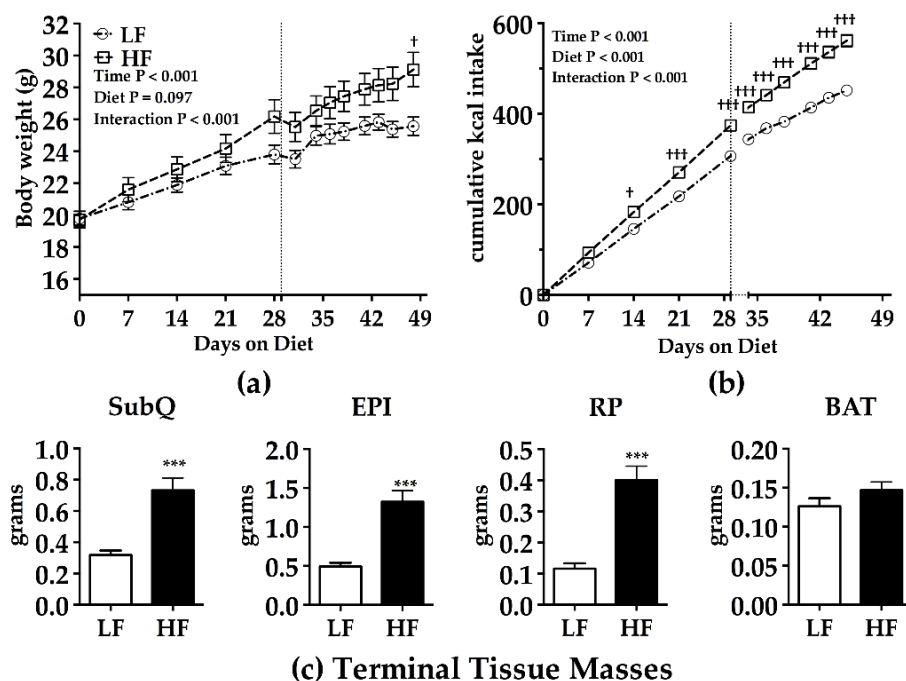 32
30
28
26
24
22
20
18
16
Body weight (g)
LF
HF
Time P < 0.001
Diet P = 0.097
Interaction P < 0.001
†
0 7 14 21 28 35 42 49
Days on Diet
(a)
600
400
200
0
cumulative kcal intake
Time P < 0.001
Diet P < 0.001
Interaction P < 0.001
† ††† ††† ††† ††† ††† ††† ††† †††
0 7 14 21 28 35 42 49
Days on Diet
(b)
SubQ
1.0
0.8
0.6
0.4
0.2
0.0
grams
***
LF HF
EPI
2.0
1.5
1.0
0.5
0.0
grams
***
LF HF
RP
0.5
0.4
0.3
0.2
0.1
0.0
grams
***
LF HF
BAT
0.20
0.15
0.10
0.05
0.00
grams
LF HF
(c) Terminal Tissue Masses